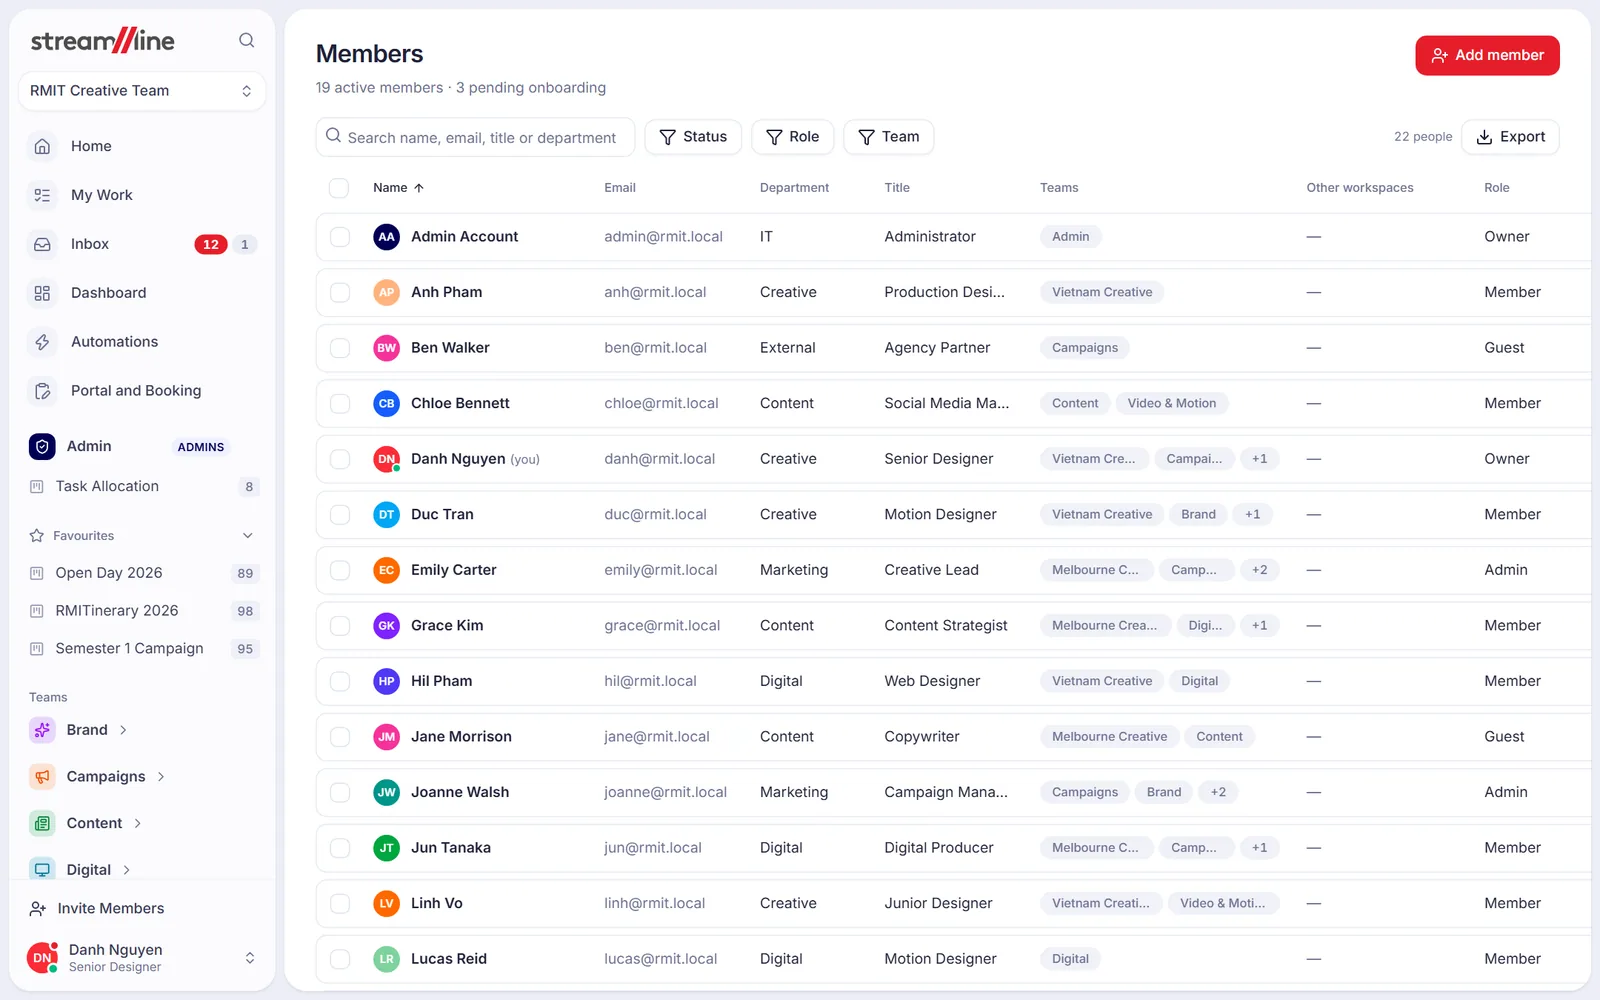 stream//line
RMIT Creative Team
Home
My Work
Inbox 12 1
Dashboard
Automations
Portal and Booking
Admin ADMINS
Task Allocation 8
Favourites
Open Day 2026 89
RMITinerary 2026 98
Semester 1 Campaign 95
Teams
Brand
Campaigns
Content
Digital
Invite Members
DN Danh Nguyen
Senior Designer
Members
19 active members · 3 pending onboarding
Add member
Search name, email, title or department Status Role Team 22 people Export
Name Email Department Title Teams Other workspaces Role
AA Admin Account admin@rmit.local IT Administrator Admin — Owner
AP Anh Pham anh@rmit.local Creative Production Desi... Vietnam Creative — Member
BW Ben Walker ben@rmit.local External Agency Partner Campaigns — Guest
CB Chloe Bennett chloe@rmit.local Content Social Media Ma... Content Video & Motion — Member
DN Danh Nguyen (you) danh@rmit.local Creative Senior Designer Vietnam Cre... Campai... +1 — Owner
DT Duc Tran duc@rmit.local Creative Motion Designer Vietnam Creative Brand +1 — Member
EC Emily Carter emily@rmit.local Marketing Creative Lead Melbourne C... Camp... +2 — Admin
GK Grace Kim grace@rmit.local Content Content Strategist Melbourne Crea... Digi... +1 — Member
HP Hil Pham hil@rmit.local Digital Web Designer Vietnam Creative Digital — Member
JM Jane Morrison jane@rmit.local Content Copywriter Melbourne Creative Content — Guest
JW Joanne Walsh joanne@rmit.local Marketing Campaign Mana... Campaigns Brand +2 — Admin
JT Jun Tanaka jun@rmit.local Digital Digital Producer Melbourne C... Camp... +1 — Member
LV Linh Vo linh@rmit.local Creative Junior Designer Vietnam Creati... Video & Moti... — Member
LR Lucas Reid lucas@rmit.local Digital Motion Designer Digital — Member